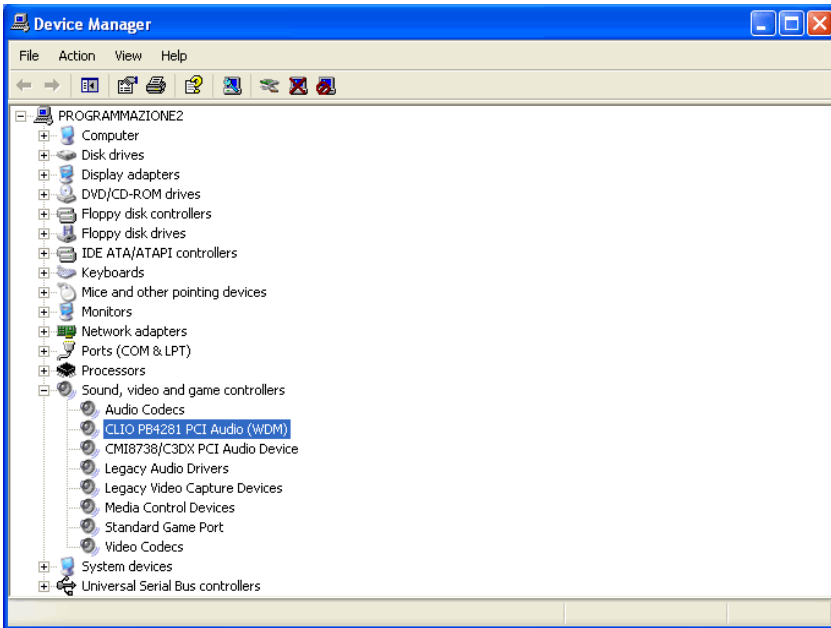 Device Manager
File Action View Help
PROGRAMMAZIONE2
Computer
Disk drives
Display adapters
DVD/CD-ROM drives
Floppy disk controllers
Floppy disk drives
IDE ATA/ATAPI controllers
Keyboards
Mice and other pointing devices
Monitors
Network adapters
Ports (COM & LPT)
Processors
Sound, video and game controllers
Audio Codecs
CLIO PB4281 PCI Audio (WDM)
CMI8738/C3DX PCI Audio Device
Legacy Audio Drivers
Legacy Video Capture Devices
Media Control Devices
Standard Game Port
Video Codecs
System devices
Universal Serial Bus controllers